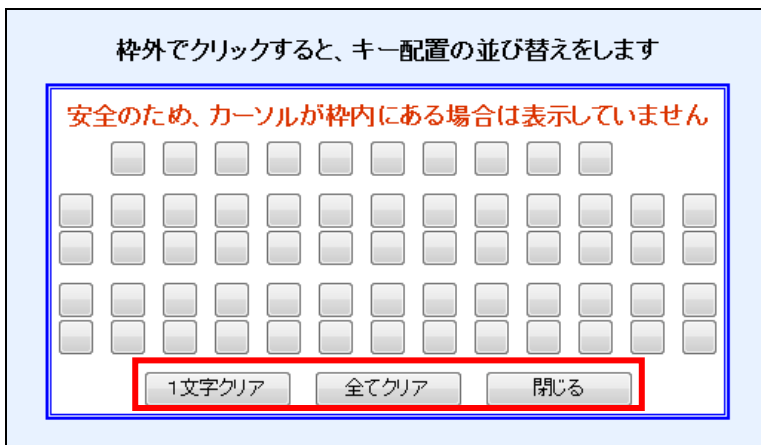 枠外でクリックすると、キー配置の並び替えをします
安全のため、カーソルが枠内にある場合は表示していません
1文字クリア 全てクリア 閉じる